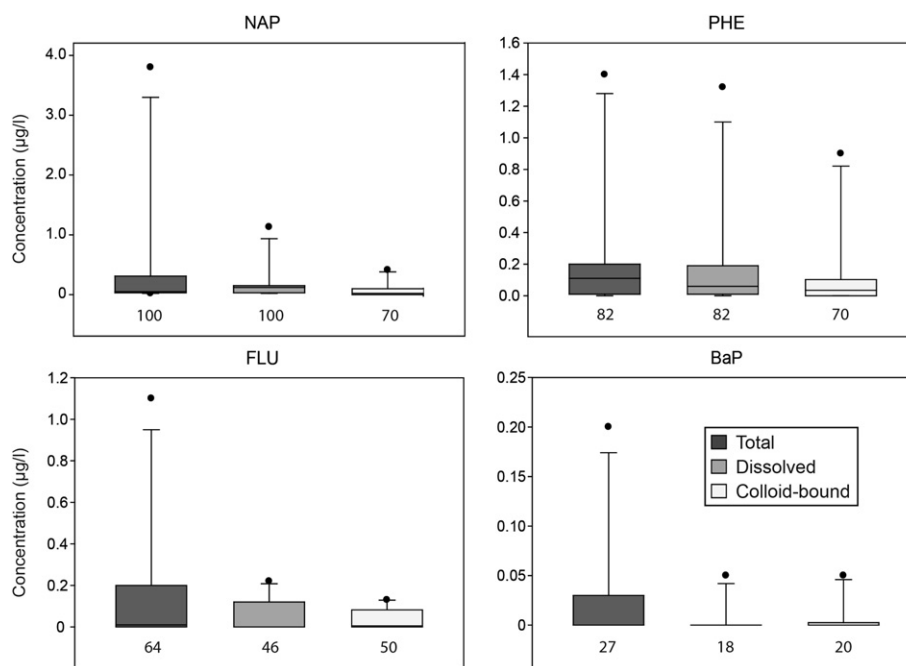 NAP
Concentration (µg/l)
4.0
3.0
2.0
1.0
0
100 100 70
PHE
1.6
1.4
1.2
1.0
0.8
0.6
0.4
0.2
0.0
82 82 70
FLU
Concentration (µg/l)
1.2
1.0
0.8
0.6
0.4
0.2
0
64 46 50
BaP
0.25
0.20
0.15
0.10
0.05
0
Total
Dissolved
Colloid-bound
27 18 20